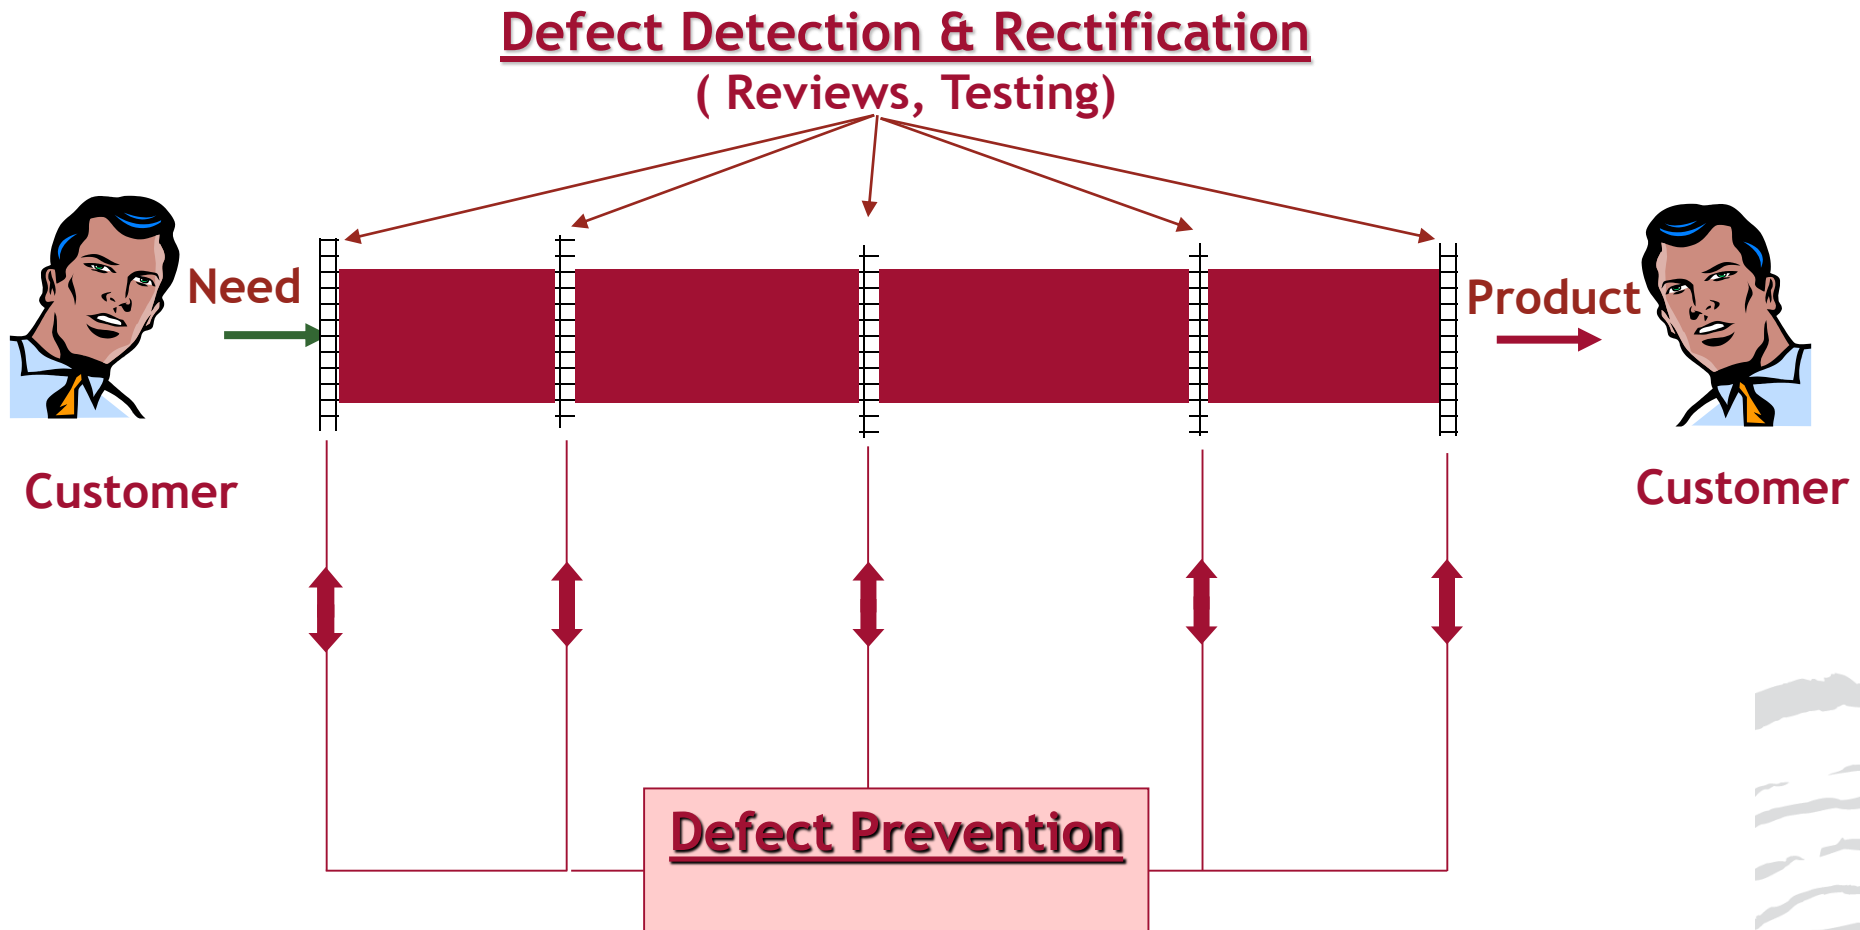 Defect Detection & Rectification
( Reviews, Testing)
Need
Product
Customer
Customer
Defect Prevention